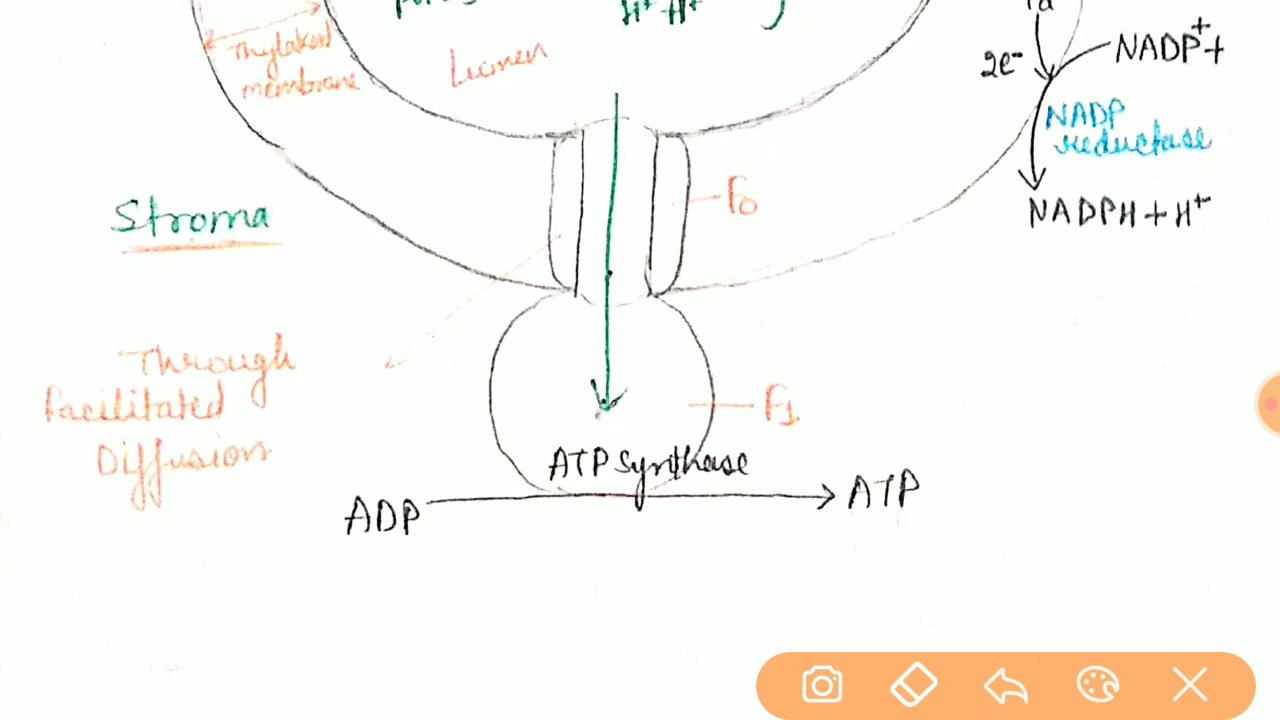 H⁺ H⁺
Thylakoid
membrane
Lumen
2e⁻
NADP⁺+
NADP
reductase
NADPH + H⁺
Stroma
F₀
Through
facilitated
Diffusion
F₁
ATP synthase
ADP
ATP